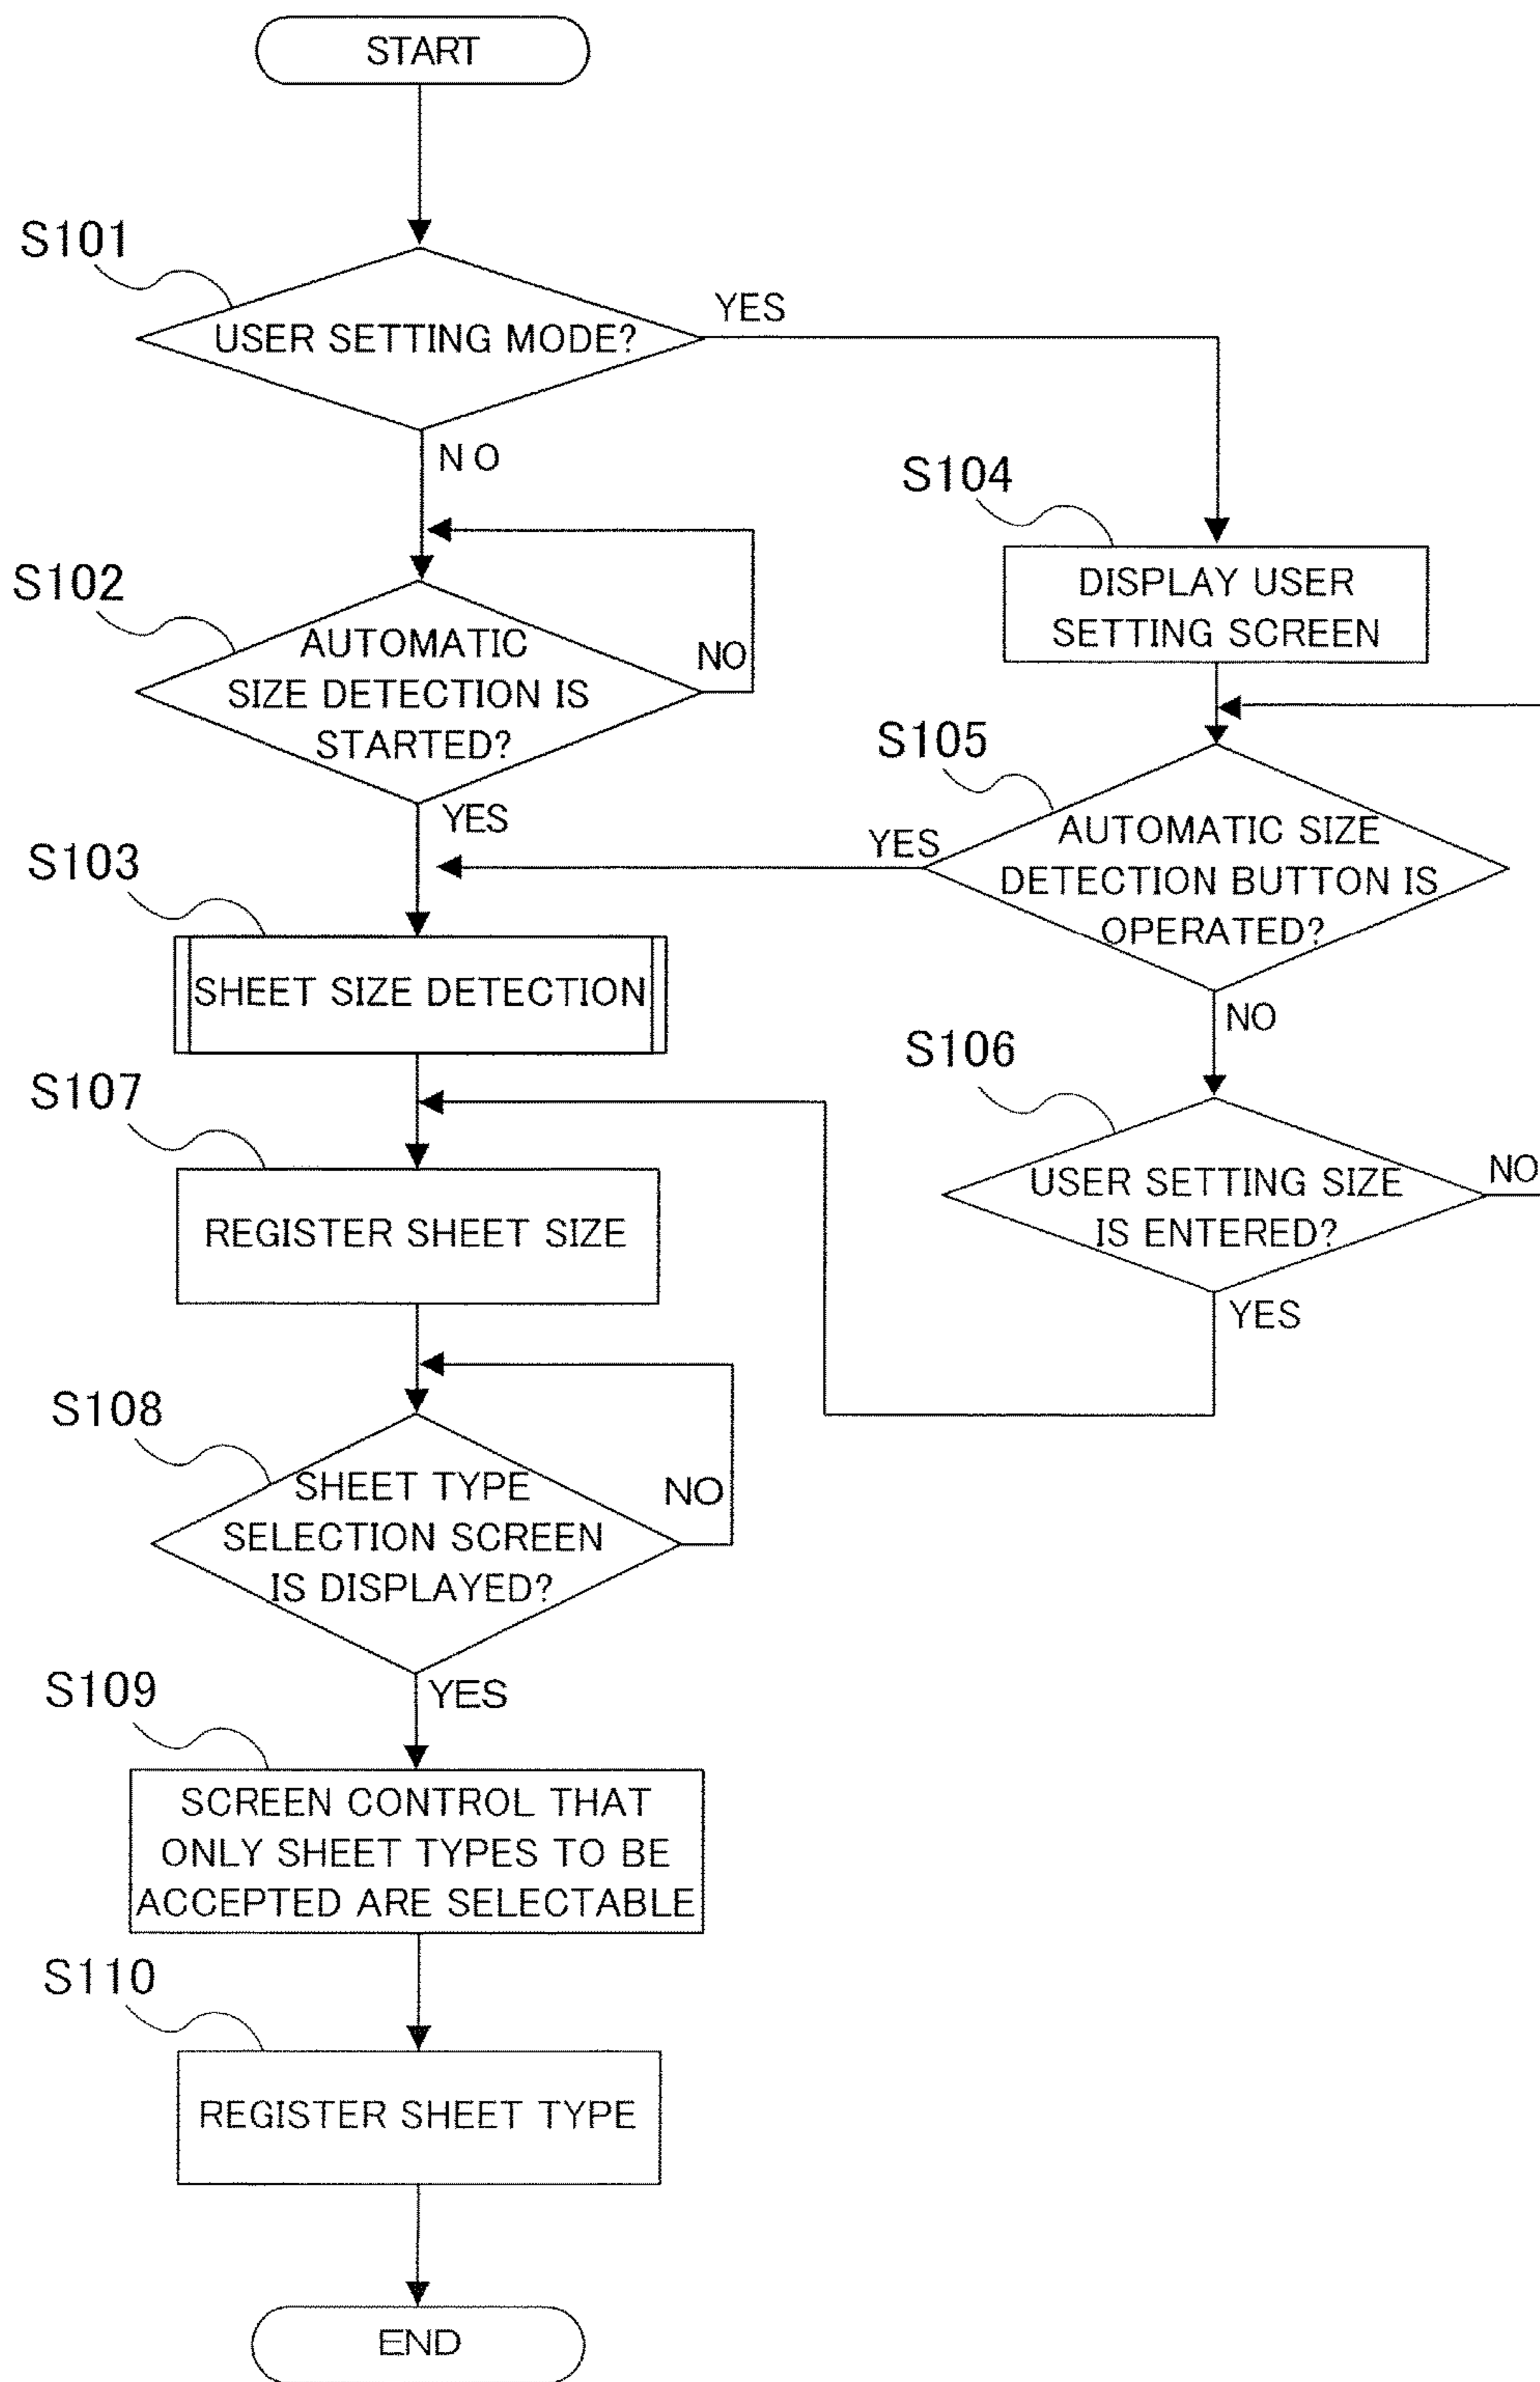 START
S101
USER SETTING MODE?
YES
NO
S104
DISPLAY USER
SETTING SCREEN
S102
AUTOMATIC
SIZE DETECTION IS
STARTED?
NO
YES
S105
AUTOMATIC SIZE
DETECTION BUTTON IS
OPERATED?
YES
NO
S103
SHEET SIZE DETECTION
S106
USER SETTING SIZE
IS ENTERED?
NO
YES
S107
REGISTER SHEET SIZE
S108
SHEET TYPE
SELECTION SCREEN
IS DISPLAYED?
NO
YES
S109
SCREEN CONTROL THAT
ONLY SHEET TYPES TO BE
ACCEPTED ARE SELECTABLE
S110
REGISTER SHEET TYPE
END